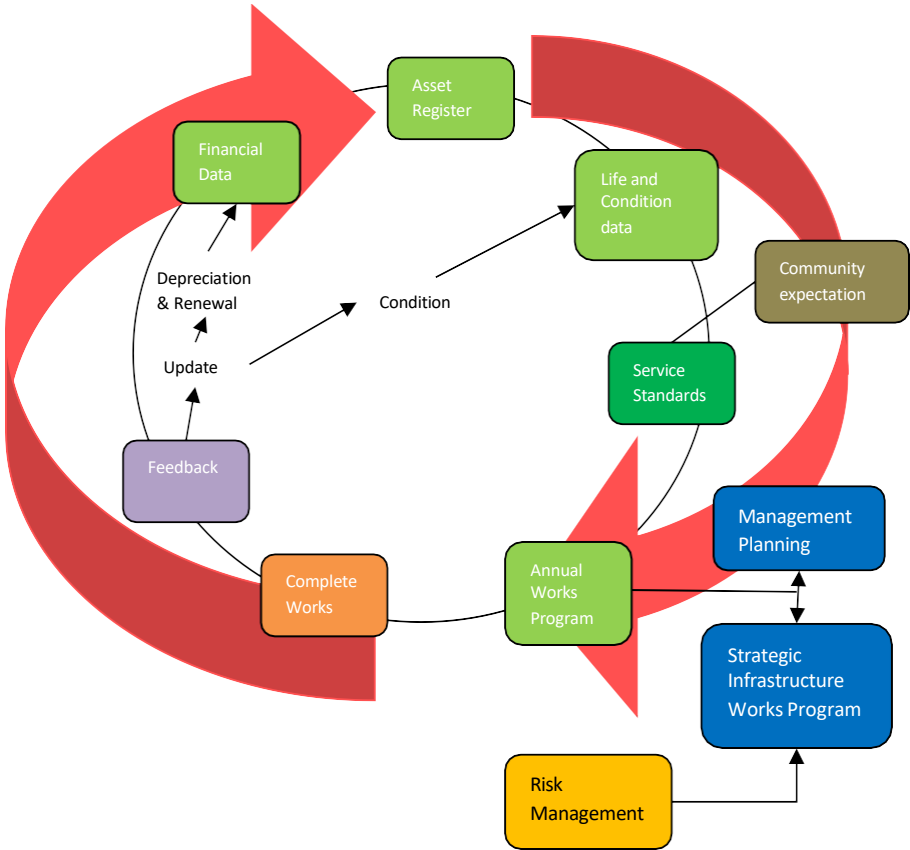 Asset
Register
Financial
Data
Life and
Condition
data
Community
expectation
Depreciation
& Renewal
Condition
Update
Service
Standards
Feedback
Management
Planning
Complete
Works
Annual
Works
Program
Strategic
Infrastructure
Works Program
Risk
Management